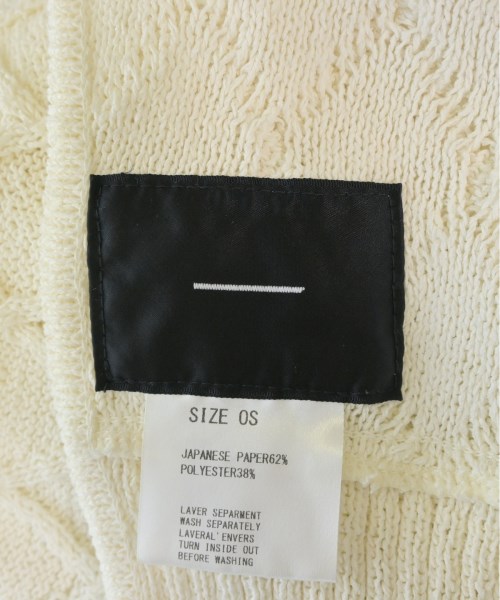 SIZE OS
JAPANESE PAPER62%
POLYESTER38%
LAVER SEPARMENT
WASH SEPARATELY
LAVERAL'ENVERS
TURN INSIDE OUT
BEFORE WASHING